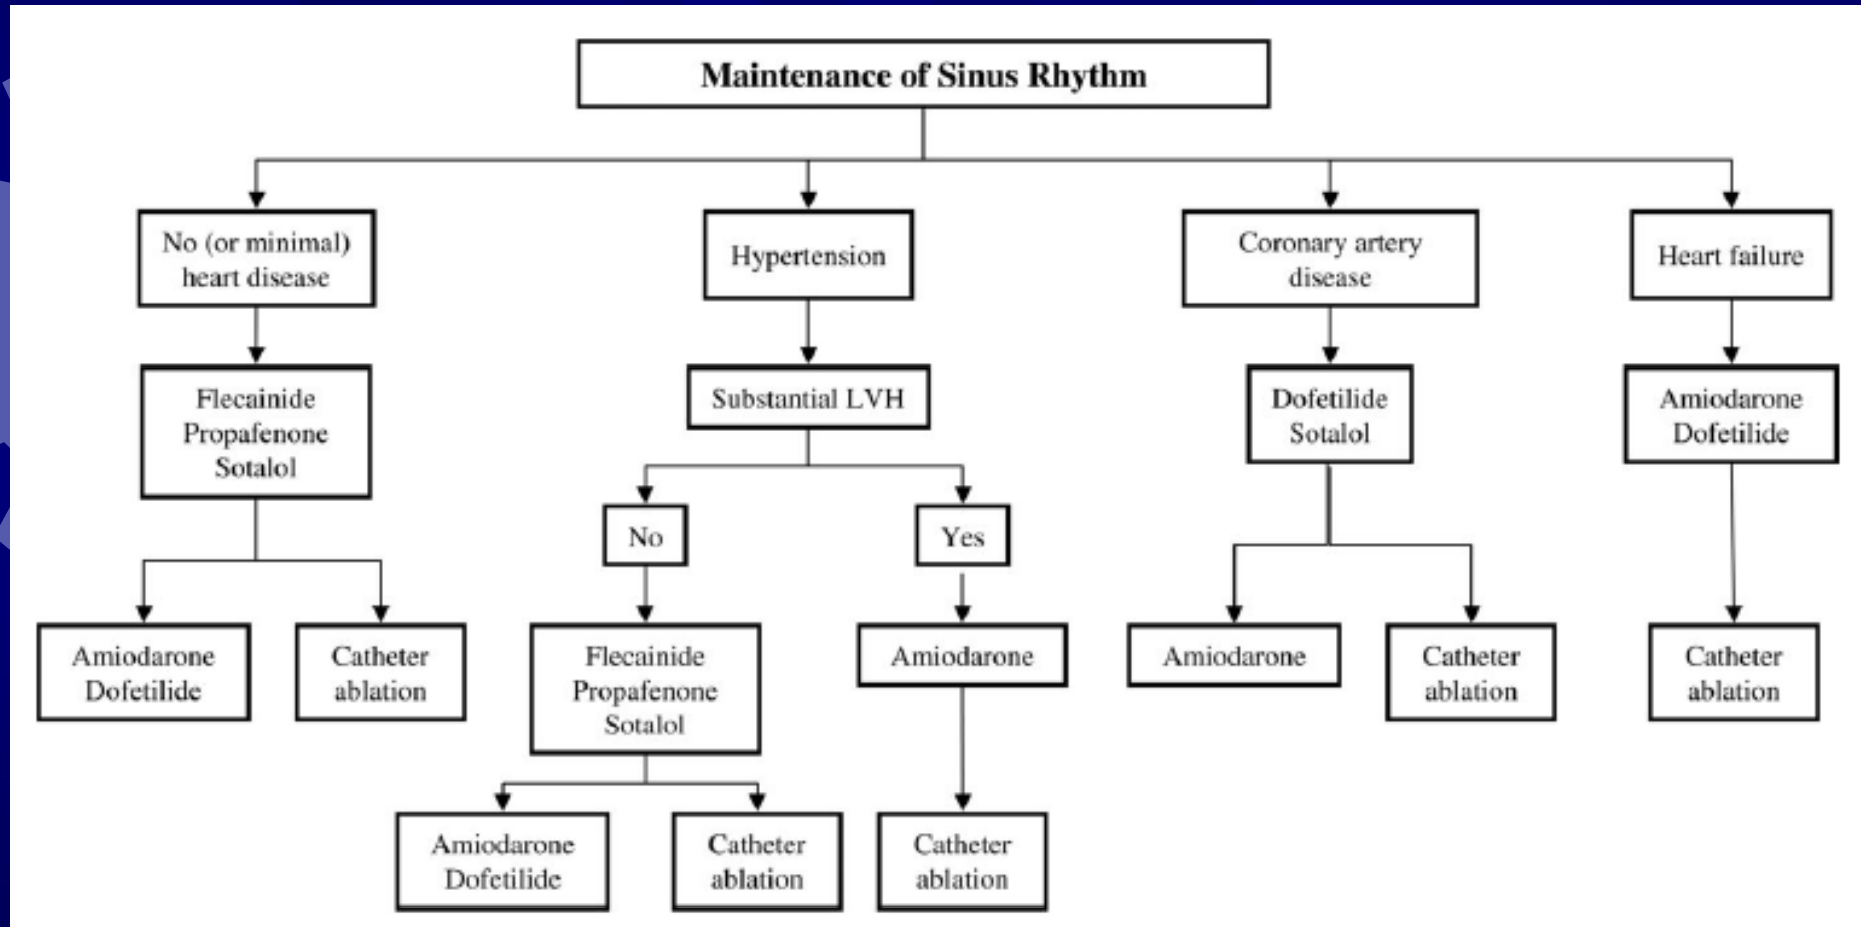 Maintenance of Sinus Rhythm
No (or minimal)
heart disease
Hypertension
Coronary artery
disease
Heart failure
Flecainide
Propafenone
Sotalol
Substantial LVH
Dofetilide
Sotalol
Amiodarone
Dofetilide
No
Yes
Amiodarone
Dofetilide
Catheter
ablation
Flecainide
Propafenone
Sotalol
Amiodarone
Amiodarone
Catheter
ablation
Catheter
ablation
Amiodarone
Dofetilide
Catheter
ablation
Catheter
ablation